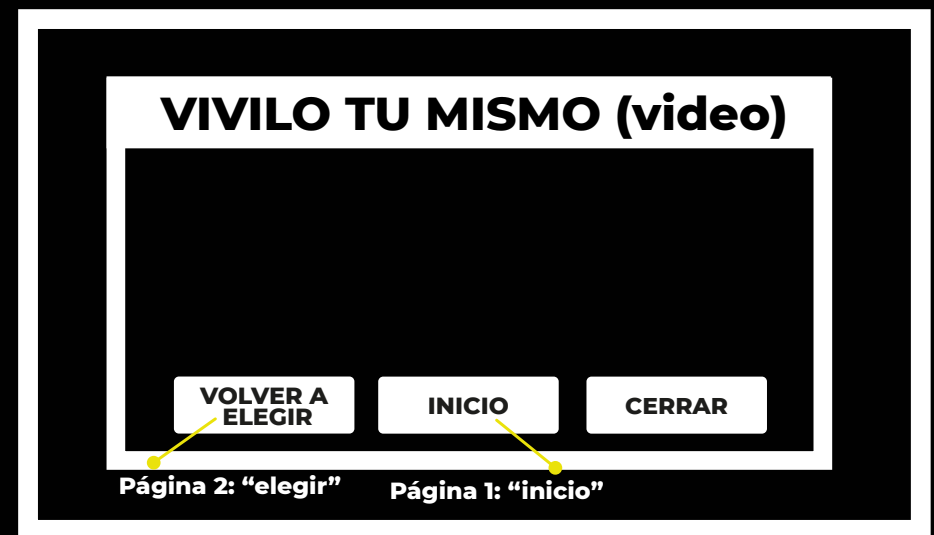 VIVILO TU MISMO (video)
VOLVER A
ELEGIR
INICIO
CERRAR
Página 2: “elegir”
Página 1: “inicio”